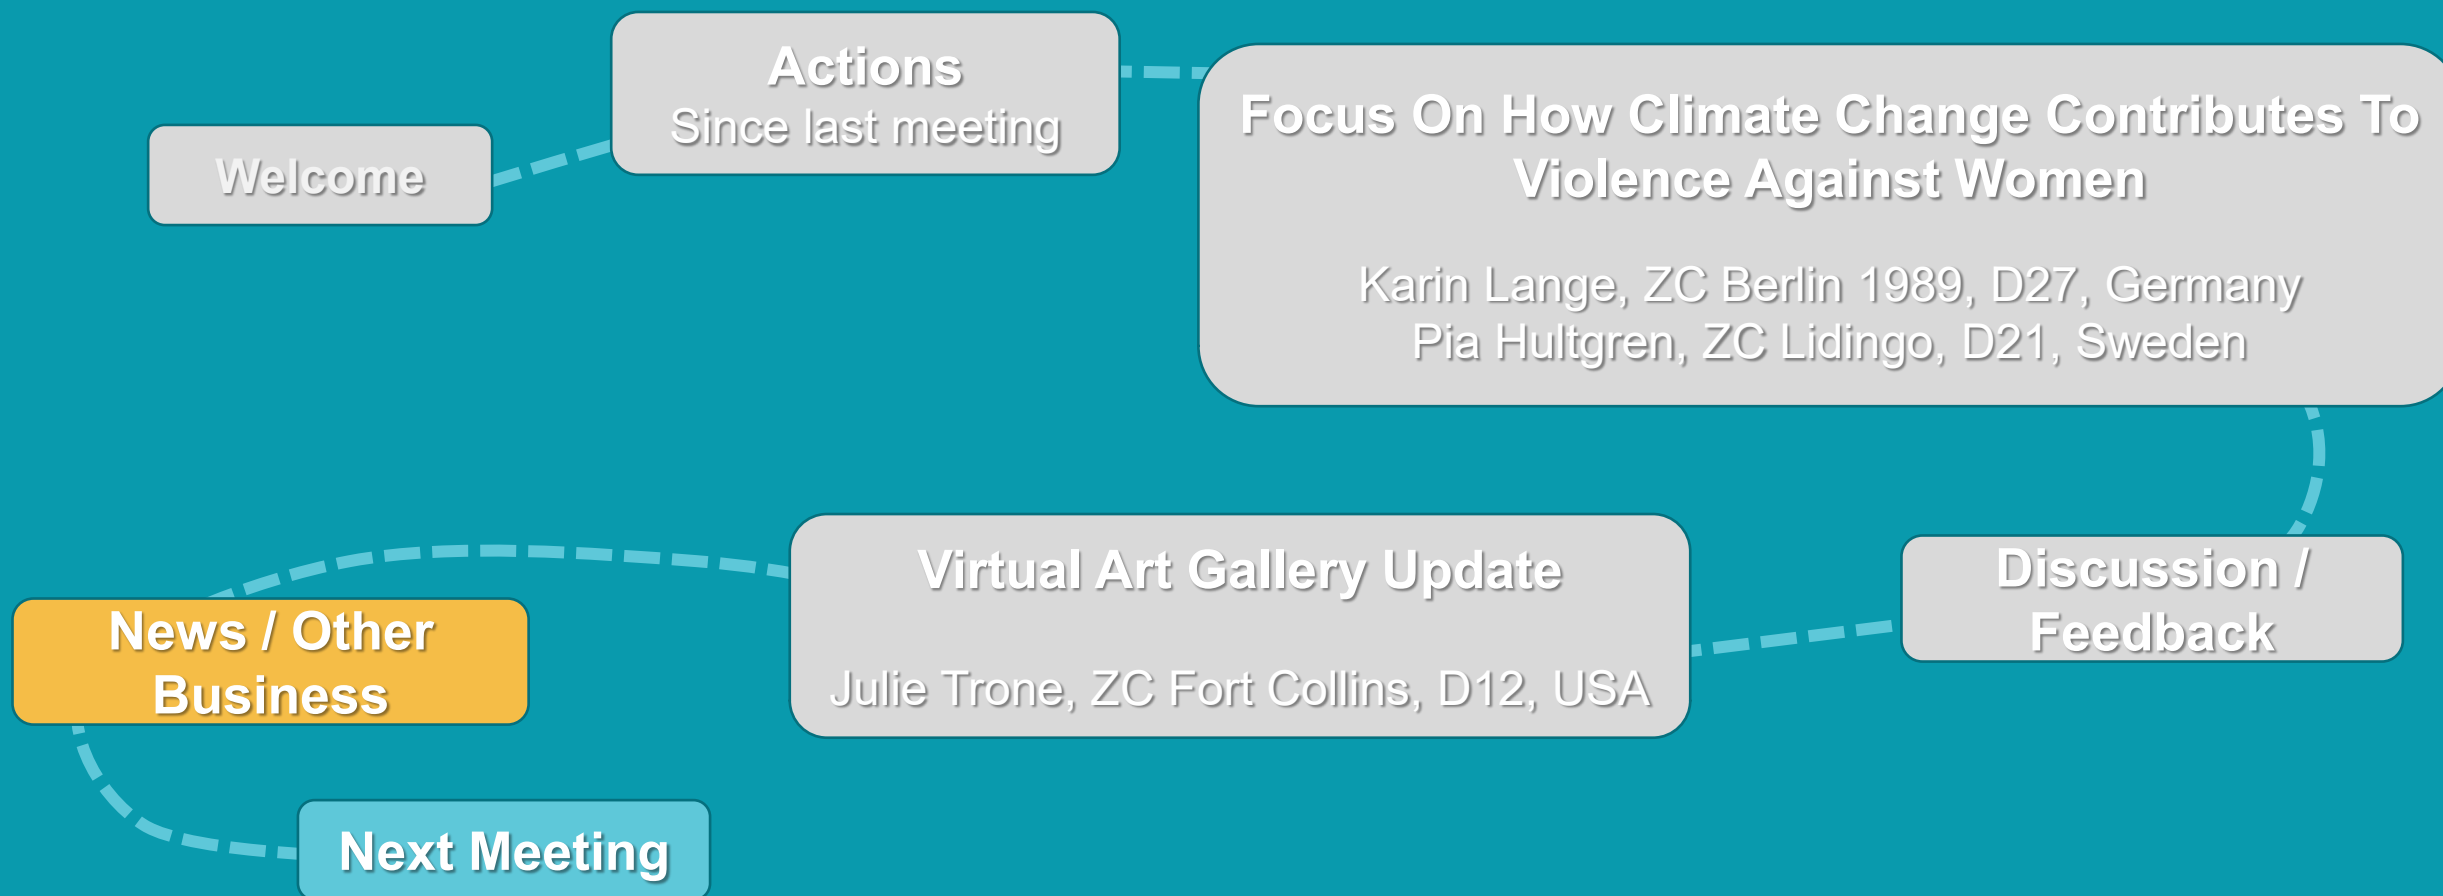 Welcome
Actions
Since last meeting
Focus On How Climate Change Contributes To
Violence Against Women
Karin Lange, ZC Berlin 1989, D27, Germany
Pia Hultgren, ZC Lidingo, D21, Sweden
Discussion /
Feedback
Virtual Art Gallery Update
Julie Trone, ZC Fort Collins, D12, USA
News / Other
Business
Next Meeting